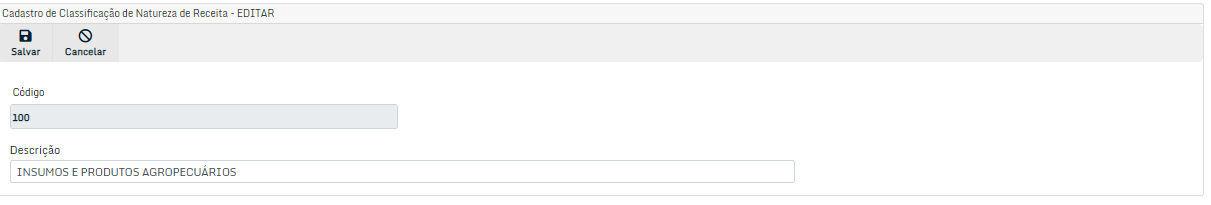 Cadastro de Classificação de Natureza de Receita - EDITAR
Salvar Cancelar
Código
100
Descrição
INSUMOS E PRODUTOS AGROPECUÁRIOS